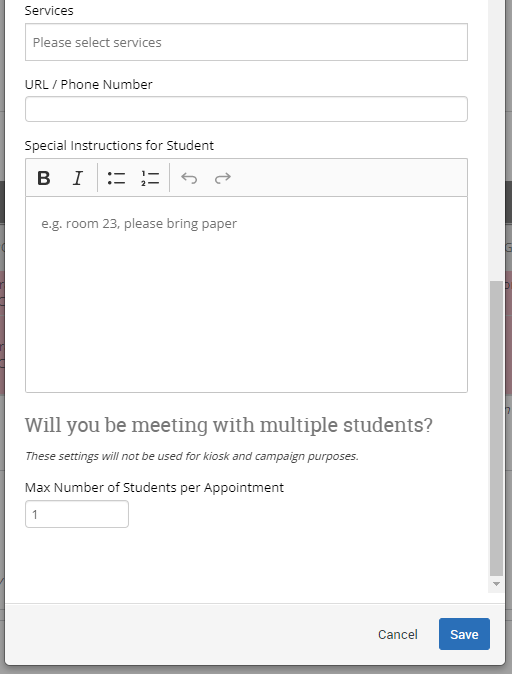 Services
Please select services
URL / Phone Number
Special Instructions for Student
B I
e.g. room 23, please bring paper
Will you be meeting with multiple students?
These settings will not be used for kiosk and campaign purposes.
Max Number of Students per Appointment
1
Cancel Save